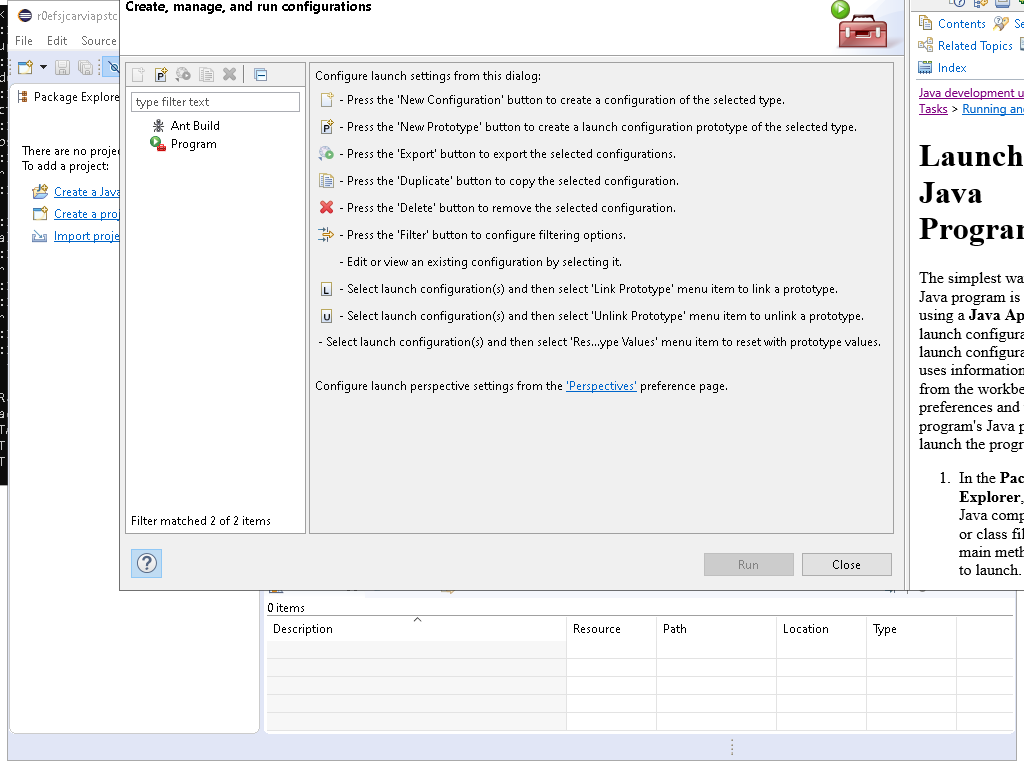 Create, manage, and run configurations
r0efsjcarviapstc
File Edit Source
Package Explore
There are no projec
To add a project:
Create a Java
Create a proj
Import proje
type filter text
Ant Build
Program
Filter matched 2 of 2 items
Configure launch settings from this dialog:
- Press the 'New Configuration' button to create a configuration of the selected type.
- Press the 'New Prototype' button to create a launch configuration prototype of the selected type.
- Press the 'Export' button to export the selected configurations.
- Press the 'Duplicate' button to copy the selected configuration.
- Press the 'Delete' button to remove the selected configuration.
- Press the 'Filter' button to configure filtering options.
- Edit or view an existing configuration by selecting it.
L - Select launch configuration(s) and then select 'Link Prototype' menu item to link a prototype.
U - Select launch configuration(s) and then select 'Unlink Prototype' menu item to unlink a prototype.
- Select launch configuration(s) and then select 'Res...ype Values' menu item to reset with prototype values.
Configure launch perspective settings from the 'Perspectives' preference page.
Run Close
Contents Se
Related Topics
Index
Java development u
Tasks > Running and
Launch
Java
Program
The simplest wa
Java program is
using a Java Ap
launch configura
launch configura
uses information
from the workbe
preferences and
program's Java p
launch the progr
1. In the Pac
Explorer,
Java comp
or class fil
main meth
to launch.
0 items
Description Resource Path Location Type